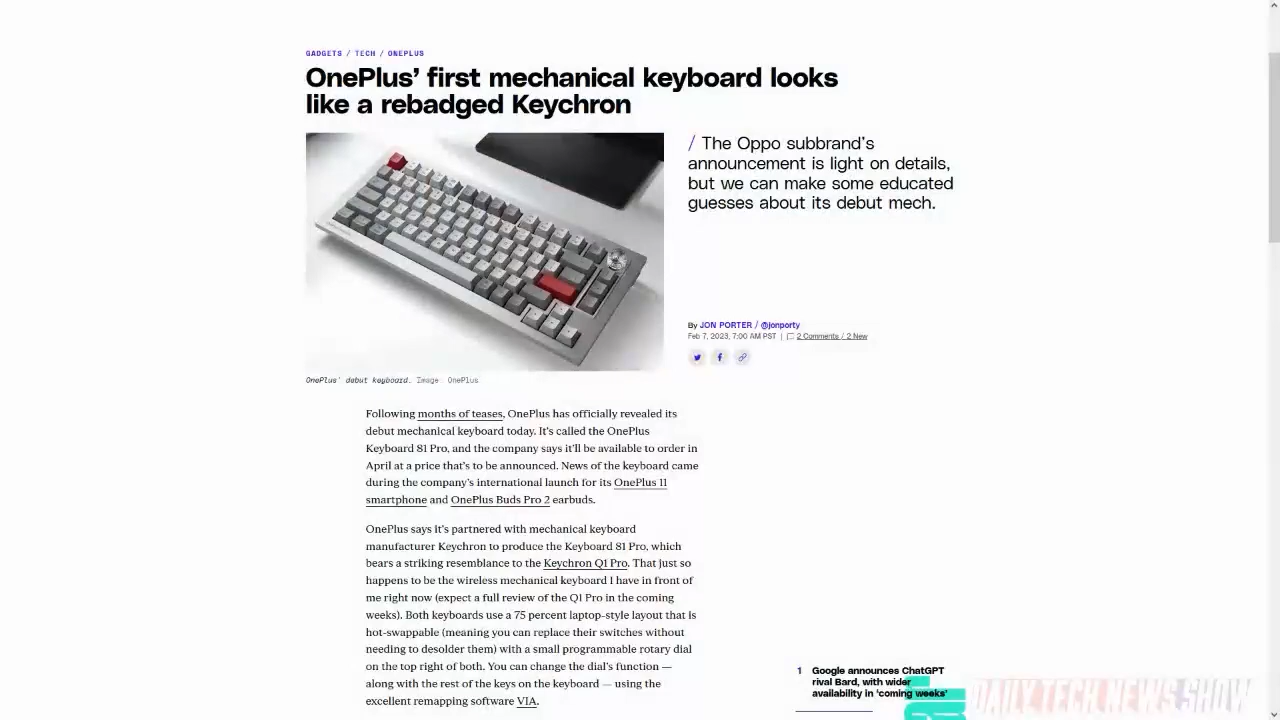 GADGETS / TECH / ONEPLUS
OnePlus’ first mechanical keyboard looks
like a rebadged Keychron
/ The Oppo subbrand’s
announcement is light on details,
but we can make some educated
guesses about its debut mech.
By JON PORTER / @jonporty
Feb 7, 2023, 7:00 AM PST | 2 Comments / 2 New
OnePlus’ debut keyboard. Image: OnePlus
Following months of teases, OnePlus has officially revealed its
debut mechanical keyboard today. It’s called the OnePlus
Keyboard 81 Pro, and the company says it’ll be available to order in
April at a price that’s to be announced. News of the keyboard came
during the company’s international launch for its OnePlus 11
smartphone and OnePlus Buds Pro 2 earbuds.
OnePlus says it’s partnered with mechanical keyboard
manufacturer Keychron to produce the Keyboard 81 Pro, which
bears a striking resemblance to the Keychron Q1 Pro. That just so
happens to be the wireless mechanical keyboard I have in front of
me right now (expect a full review of the Q1 Pro in the coming
weeks). Both keyboards use a 75 percent laptop-style layout that is
hot-swappable (meaning you can replace their switches without
needing to desolder them) with a small programmable rotary dial
on the top right of both. You can change the dial’s function —
along with the rest of the keys on the keyboard — using the
excellent remapping software VIA.
1 Google announces ChatGPT
rival Bard, with wider
availability in ‘coming weeks’
DAILY TECH NEWS SHOW